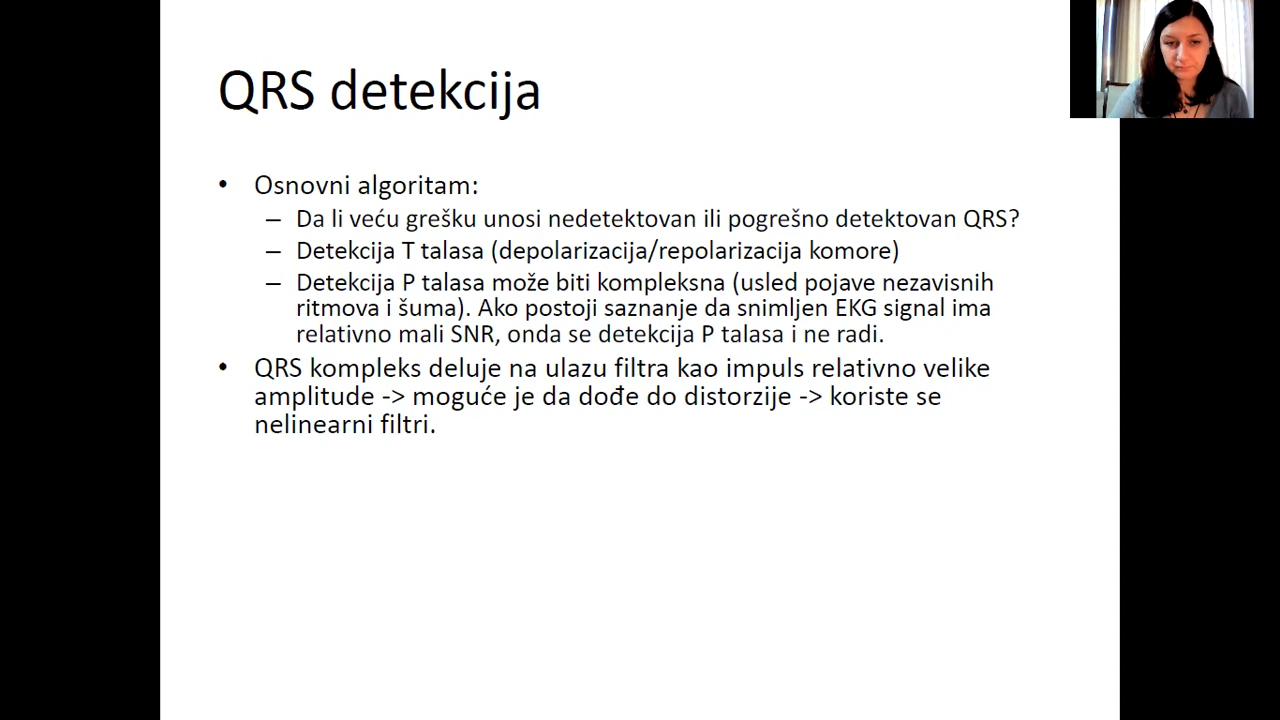 QRS detekcija
• Osnovni algoritam:
– Da li veću grešku unosi nedetektovan ili pogrešno detektovan QRS?
– Detekcija T talasa (depolarizacija/repolarizacija komore)
– Detekcija P talasa može biti kompleksna (usled pojave nezavisnih
ritmova i šuma). Ako postoji saznanje da snimljen EKG signal ima
relativno mali SNR, onda se detekcija P talasa i ne radi.
• QRS kompleks deluje na ulazu filtra kao impuls relativno velike
amplitude -> moguće je da dođe do distorzije -> koriste se
nelinearni filtri.